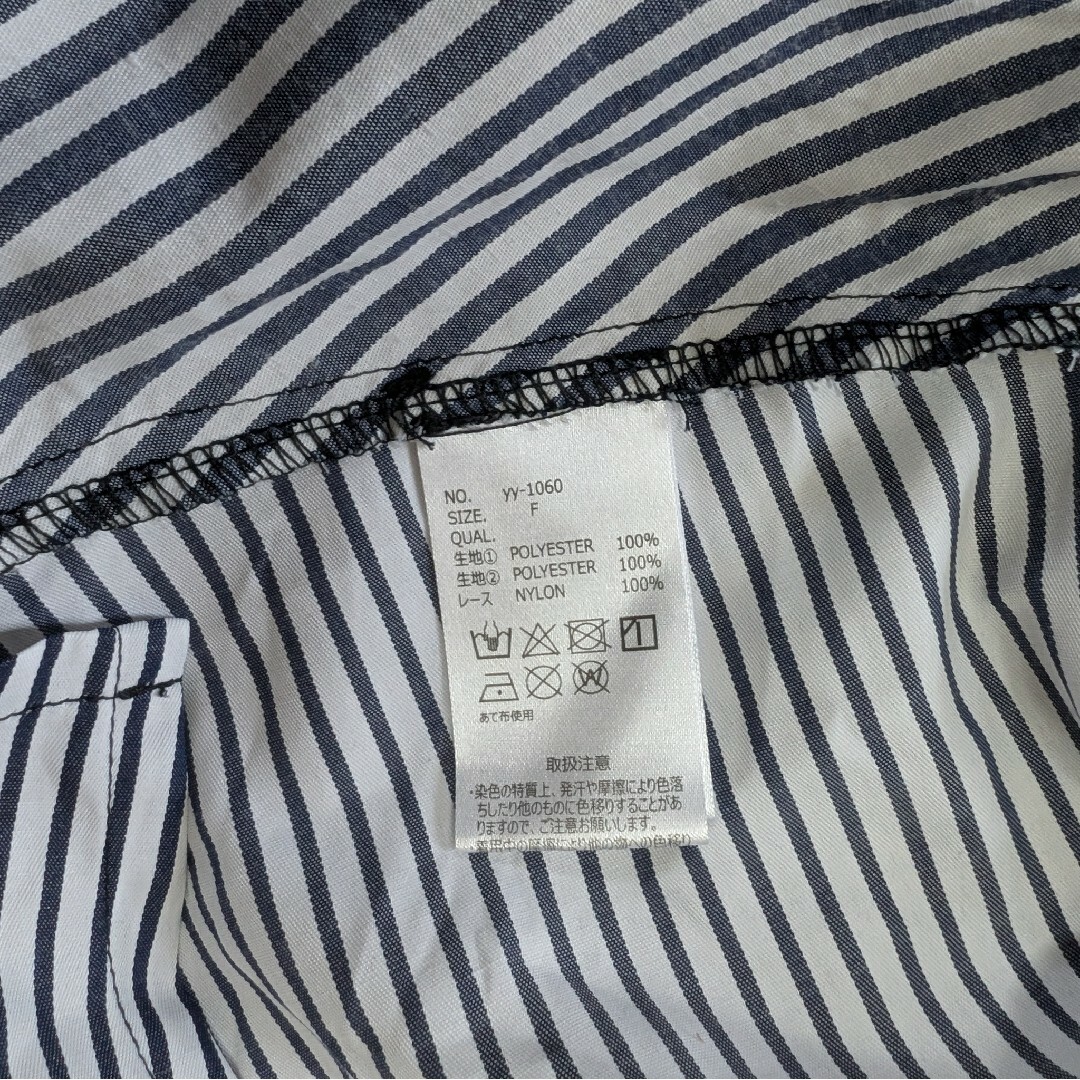 NO. yy-1060
SIZE. F
QUAL.
生地① POLYESTER 100%
生地② POLYESTER 100%
レース NYLON 100%
W
あて布使用
取扱注意
・染色の特質上、発汗や摩擦により色落
ちしたり他のものに色移りすることがあ
りますので、ご注意お願いします。